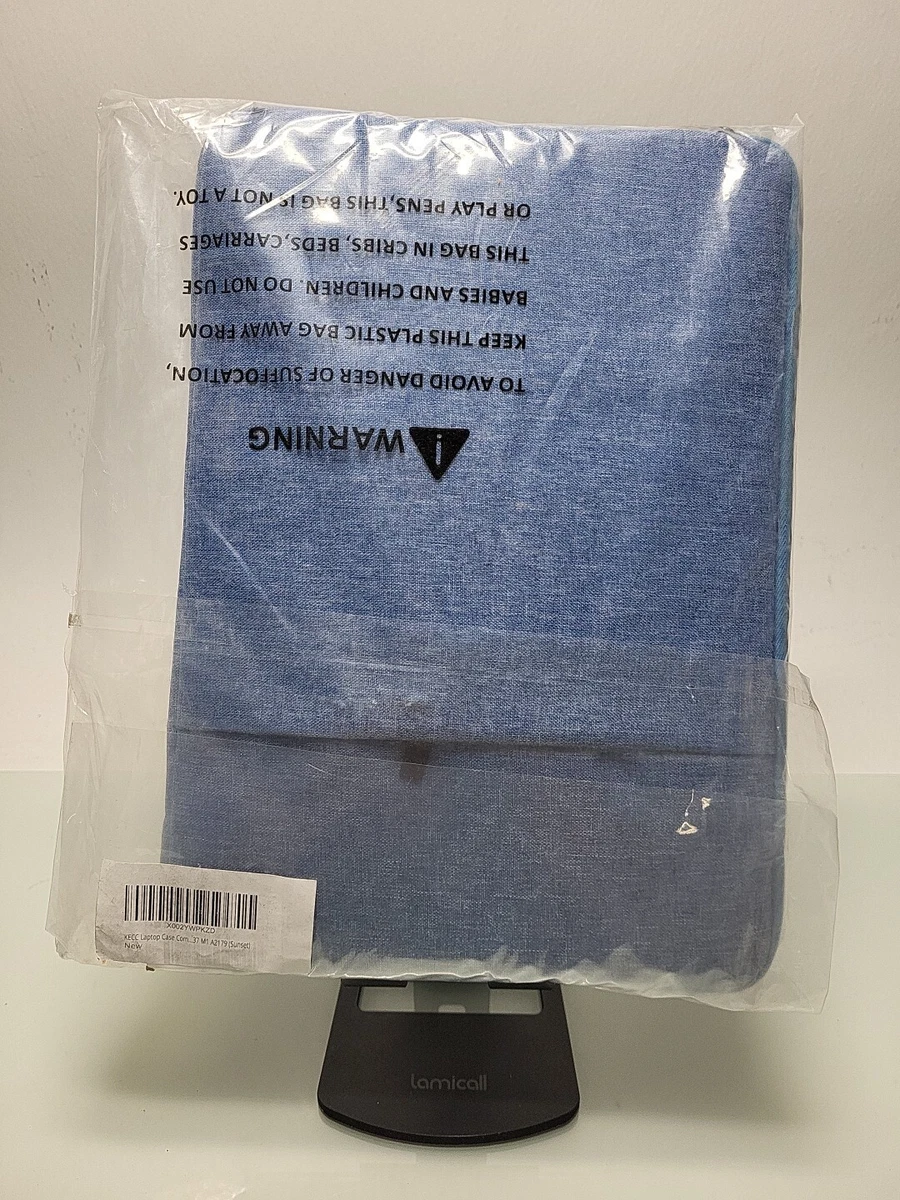 WARNING
TO AVOID DANGER OF SUFFOCATION,
KEEP THIS PLASTIC BAG AWAY FROM
BABIES AND CHILDREN. DO NOT USE
THIS BAG IN CRIBS, BEDS, CARRIAGES
OR PLAY PENS, THIS BAG IS NOT A TOY.
X002YWPKZD
KECC Laptop Case Com...37 M1 A2179 (Sunset)
New
lamicall